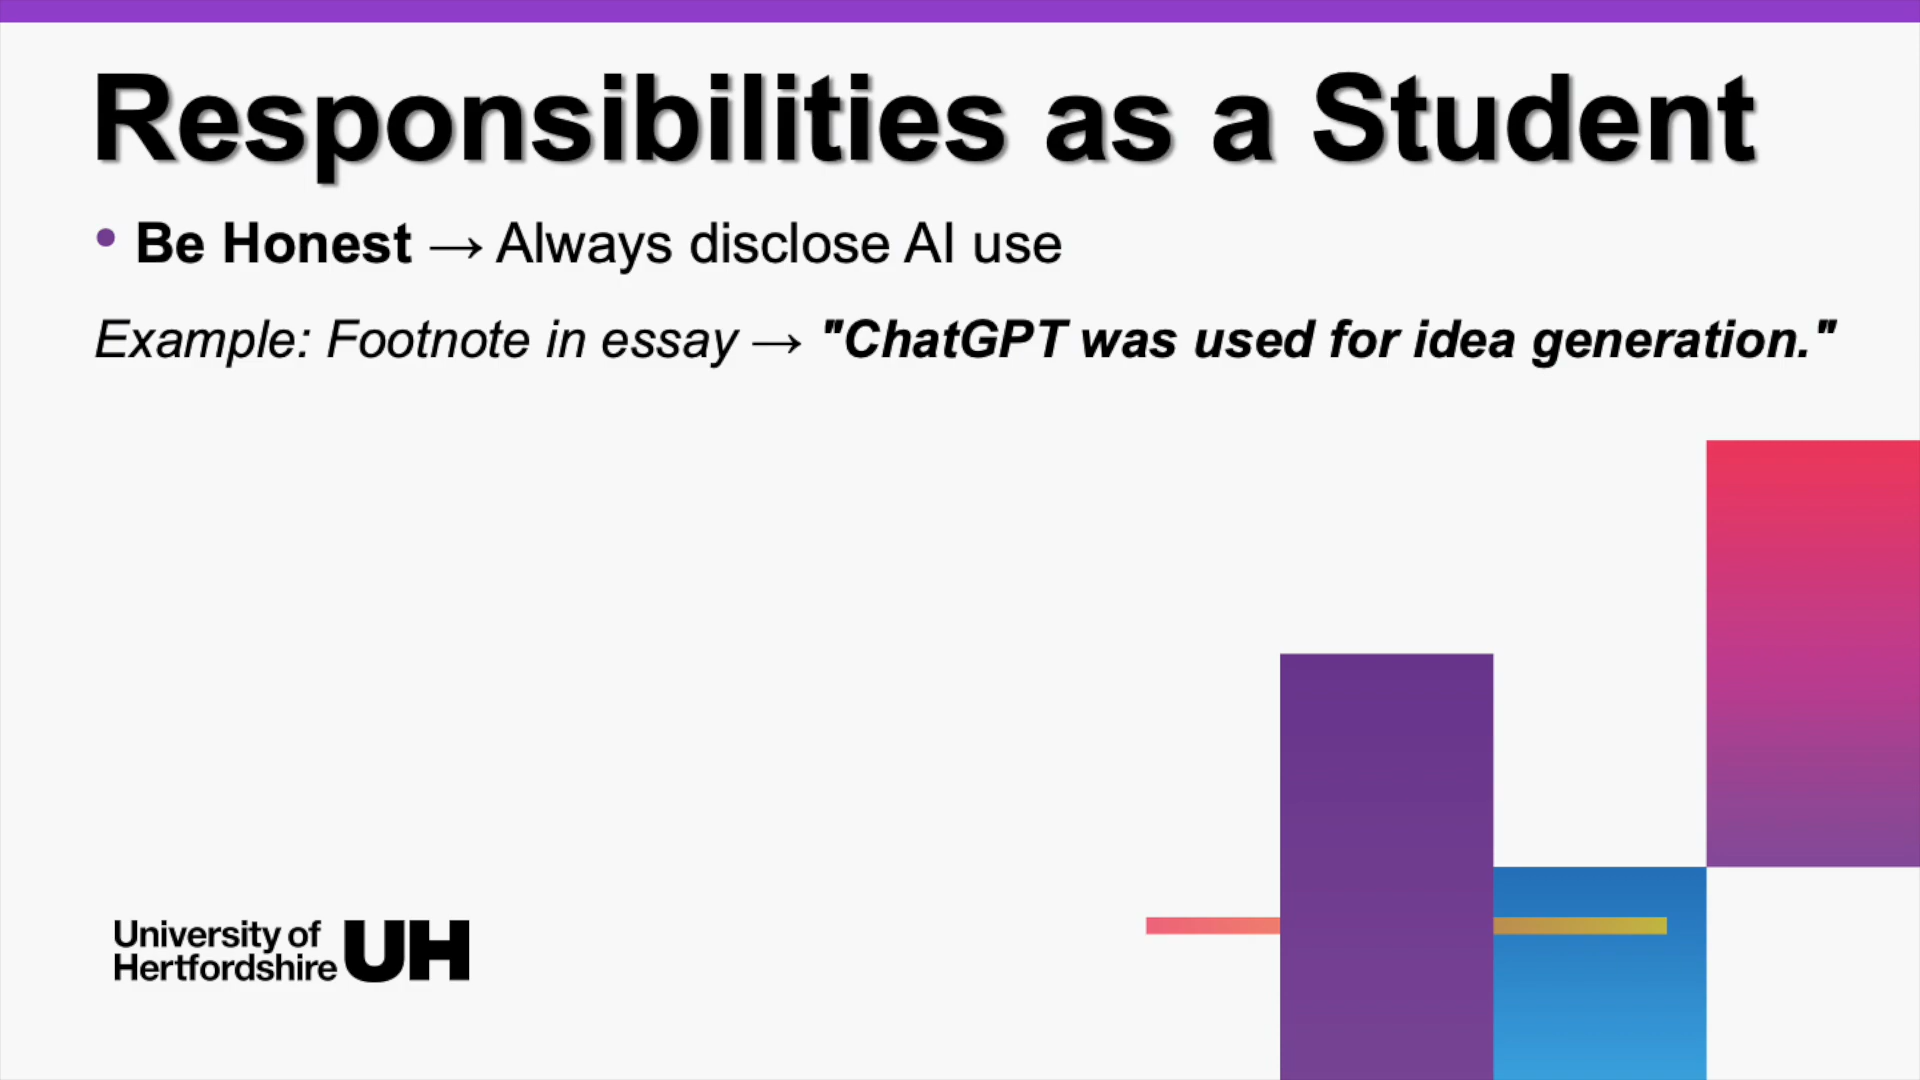 Responsibilities as a Student
• Be Honest → Always disclose AI use
Example: Footnote in essay → "ChatGPT was used for idea generation."
University of
Hertfordshire
UH